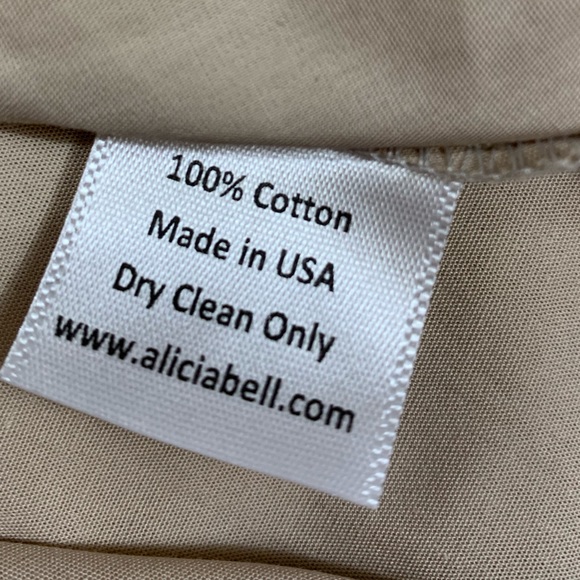 100% Cotton
Made in USA
Dry Clean Only
www.aliciabell.com